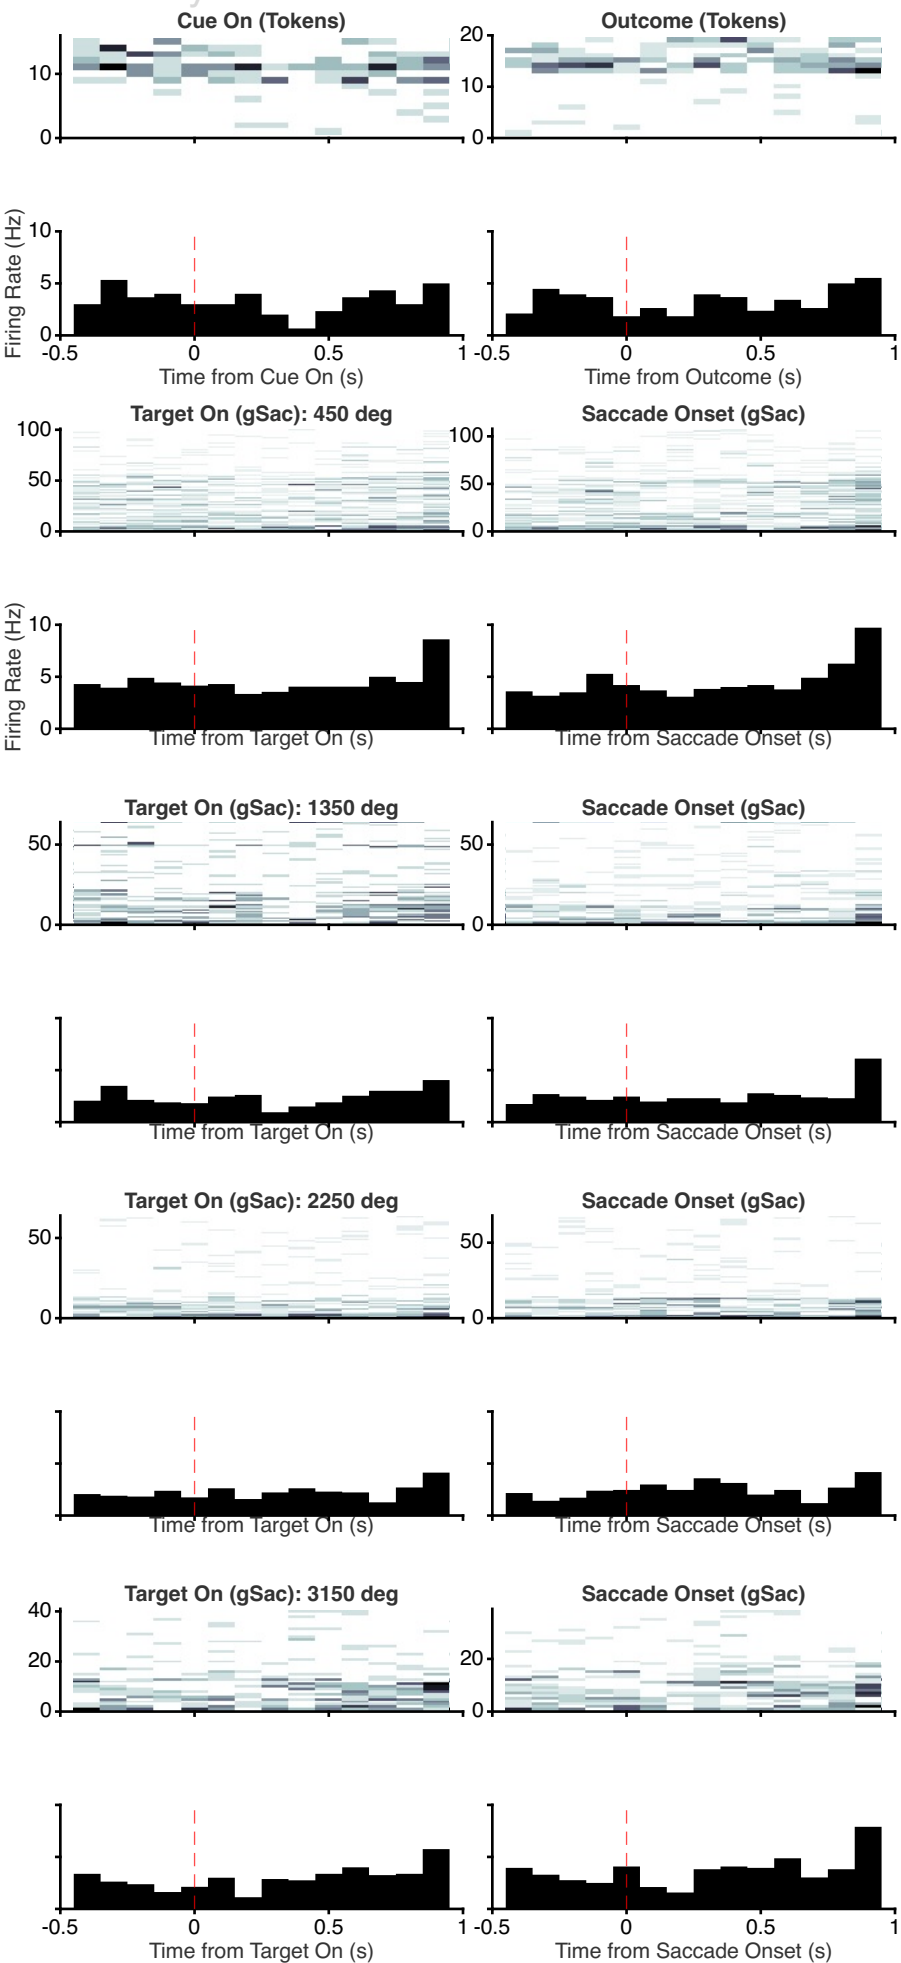 Cue On (Tokens) Outcome (Tokens)
10
0
20
10
0
Firing Rate (Hz)
10
5
0
-0.5 0 0.5 1 -0.5 0 0.5 1
Time from Cue On (s) Time from Outcome (s)
Target On (gSac): 450 deg Saccade Onset (gSac)
100
50
0
100
50
0
Firing Rate (Hz)
10
5
0
Time from Target On (s) Time from Saccade Onset (s)
Target On (gSac): 1350 deg Saccade Onset (gSac)
50
0
50
0
Time from Target On (s) Time from Saccade Onset (s)
Target On (gSac): 2250 deg Saccade Onset (gSac)
50
0
50
0
Time from Target On (s) Time from Saccade Onset (s)
Target On (gSac): 3150 deg Saccade Onset (gSac)
40
20
0
20
0
-0.5 0 0.5 1 -0.5 0 0.5 1
Time from Target On (s) Time from Saccade Onset (s)